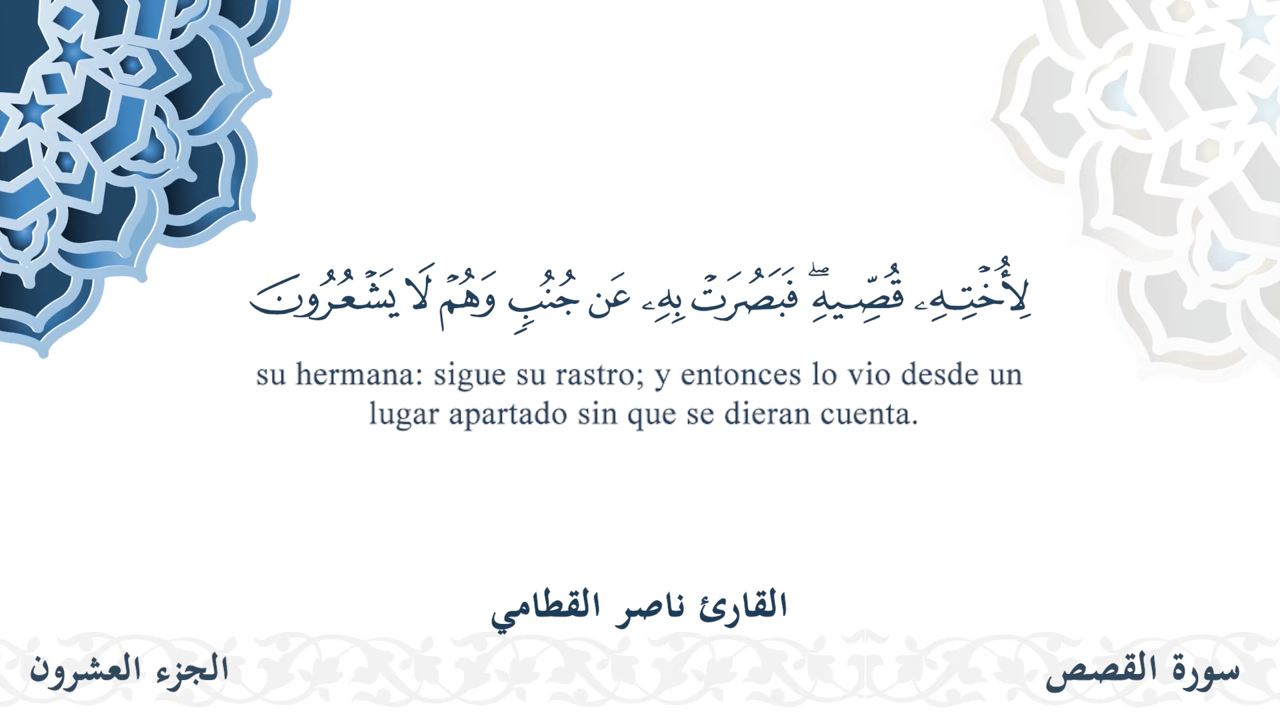 لِأُخْتِهِۦ قُصِّيهِ ۖ فَبَصُرَتْ بِهِۦ عَن جُنُبٍ وَهُمْ لَا يَشْعُرُونَ
su hermana: sigue su rastro; y entonces lo vio desde un
lugar apartado sin que se dieran cuenta.
القارئ ناصر القطامي
سورة القصص
الجزء العشرون